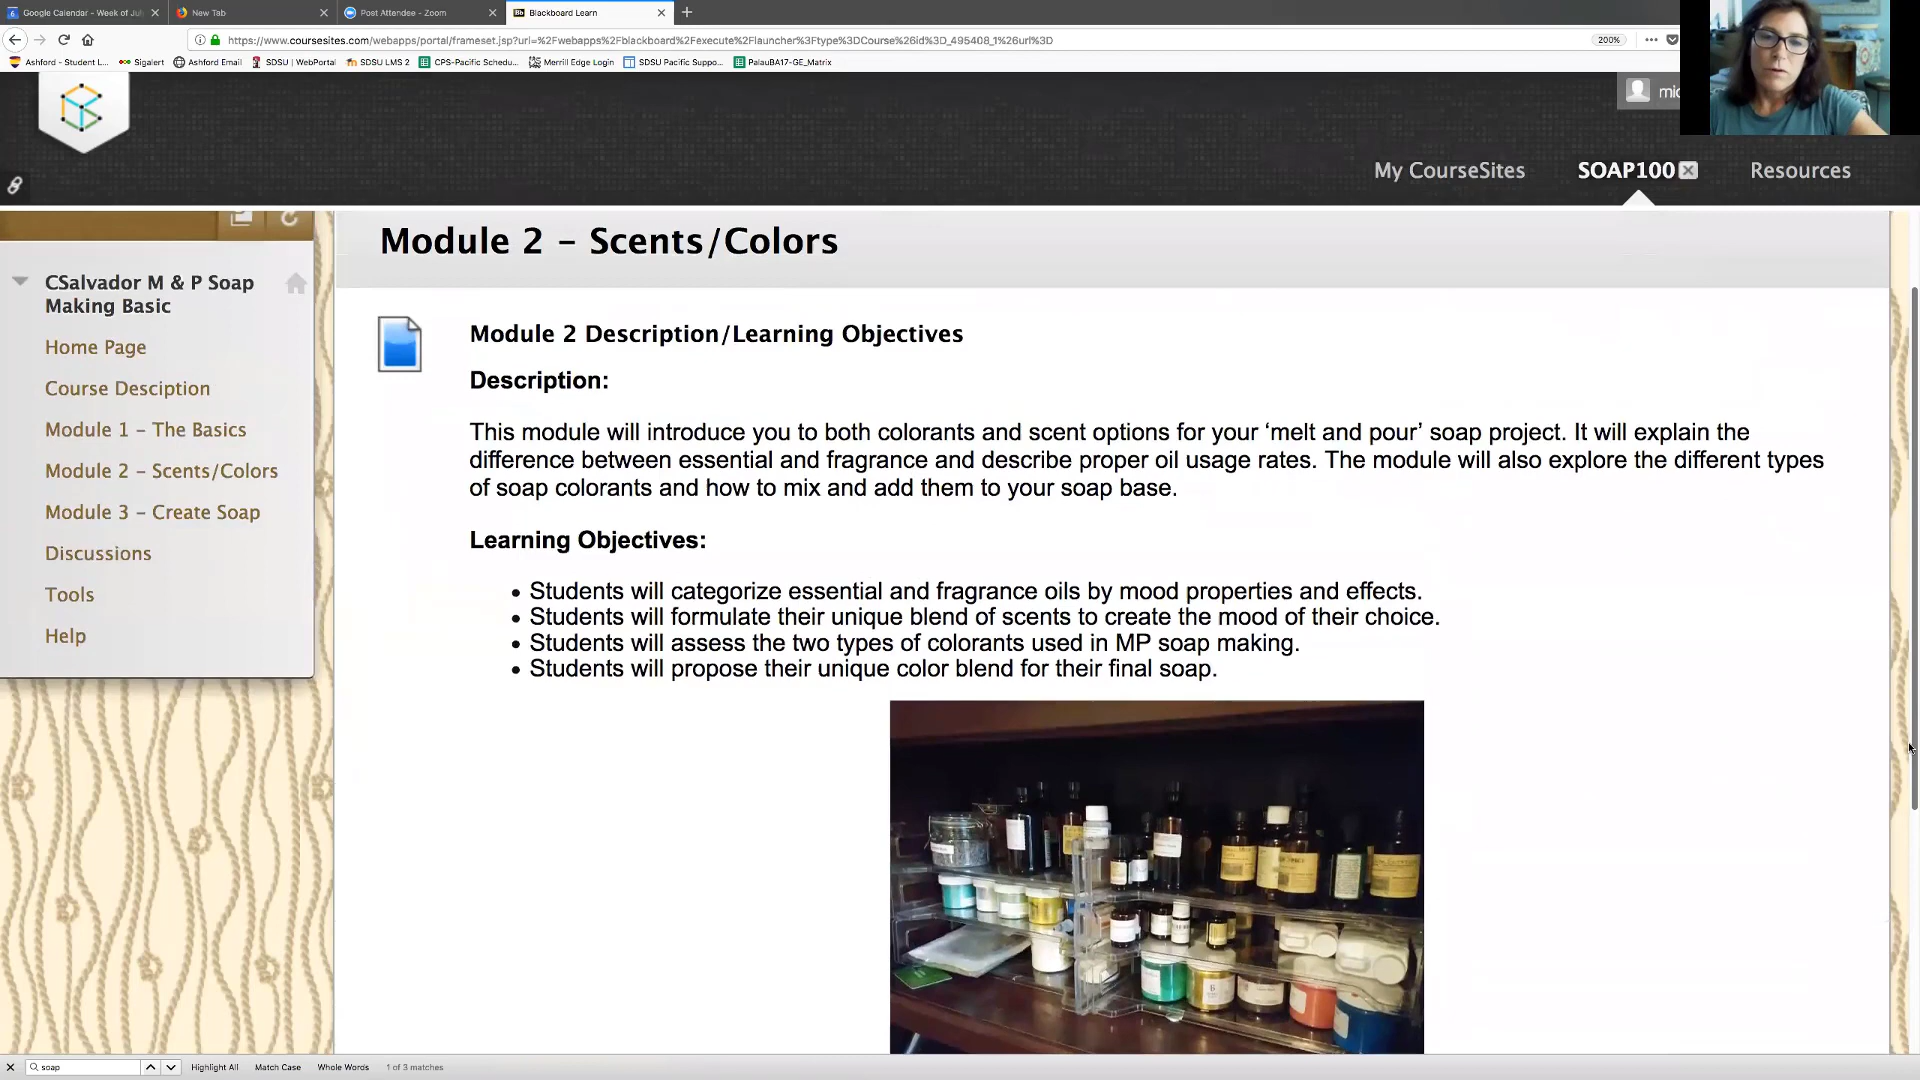 Google Calendar - Week of Jul
New Tab
Post Attendee - Zoom
Bb Blackboard Learn
https://www.coursesites.com/webapps/portal/frameset.jsp?url=%2Fwebapps%2Fblackboard%2Fexecute%2Flauncher%3Ftype%3DCourse%26id%3D_495408_1%26url%3D
200%
Ashford - Student L...
Sigalert
Ashford Email
SDSU | WebPortal
SDSU LMS 2
CPS-Pacific Schedu...
Merrill Edge Login
SDSU Pacific Suppo...
PalauBA17-GE_Matrix
My CourseSites
SOAP100
Resources
CSalvador M & P Soap
Making Basic
Home Page
Course Desciption
Module 1 - The Basics
Module 2 - Scents/Colors
Module 3 - Create Soap
Discussions
Tools
Help
Module 2 - Scents/Colors
Module 2 Description/Learning Objectives
Description:
This module will introduce you to both colorants and scent options for your ‘melt and pour’ soap project. It will explain the
difference between essential and fragrance and describe proper oil usage rates. The module will also explore the different types
of soap colorants and how to mix and add them to your soap base.
Learning Objectives:
• Students will categorize essential and fragrance oils by mood properties and effects.
• Students will formulate their unique blend of scents to create the mood of their choice.
• Students will assess the two types of colorants used in MP soap making.
• Students will propose their unique color blend for their final soap.
soap
Highlight All
Match Case
Whole Words
1 of 3 matches